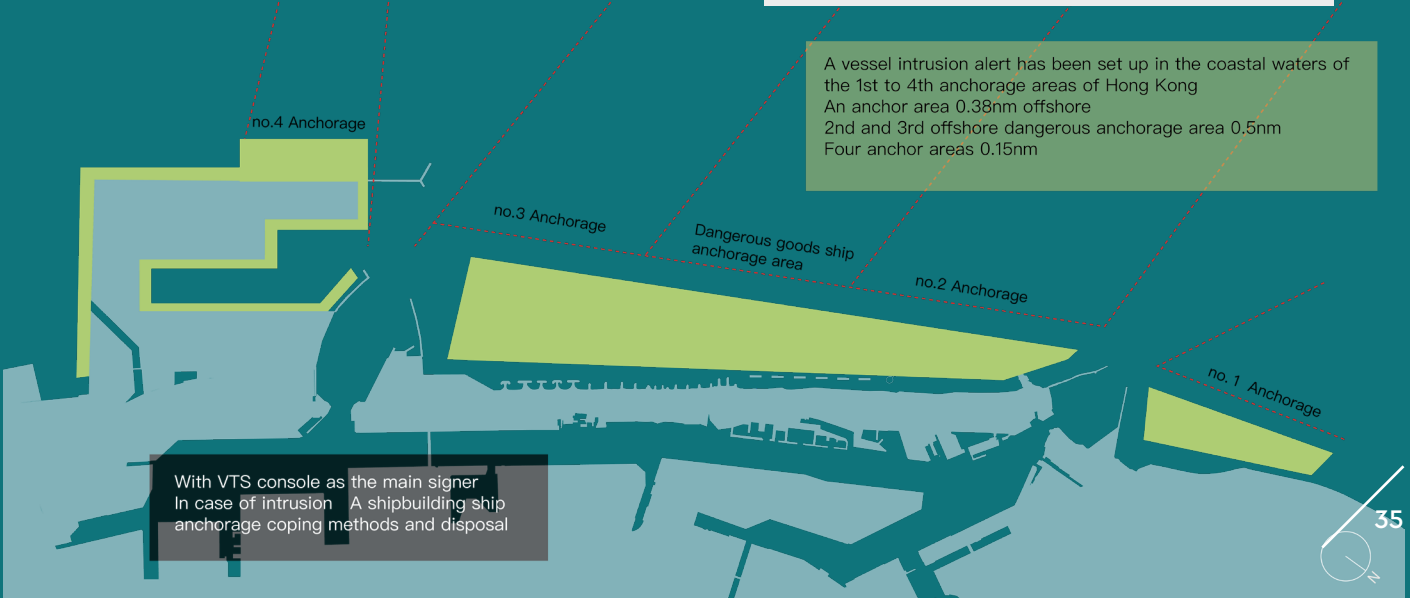 A vessel intrusion alert has been set up in the coastal waters of
the 1st to 4th anchorage areas of Hong Kong
An anchor area 0.38nm offshore
2nd and 3rd offshore dangerous anchorage area 0.5nm
Four anchor areas 0.15nm
no.4 Anchorage
no.3 Anchorage
Dangerous goods ship
anchorage area
no.2 Anchorage
no. 1 Anchorage
With VTS console as the main signer
In case of intrusion A shipbuilding ship
anchorage coping methods and disposal
35
N